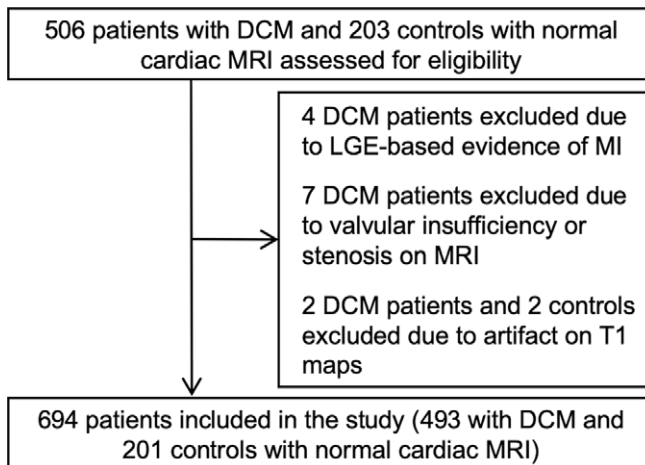 506 patients with DCM and 203 controls with normal
cardiac MRI assessed for eligibility
4 DCM patients excluded due
to LGE-based evidence of MI
7 DCM patients excluded due
to valvular insufficiency or
stenosis on MRI
2 DCM patients and 2 controls
excluded due to artifact on T1
maps
694 patients included in the study (493 with DCM and
201 controls with normal cardiac MRI)